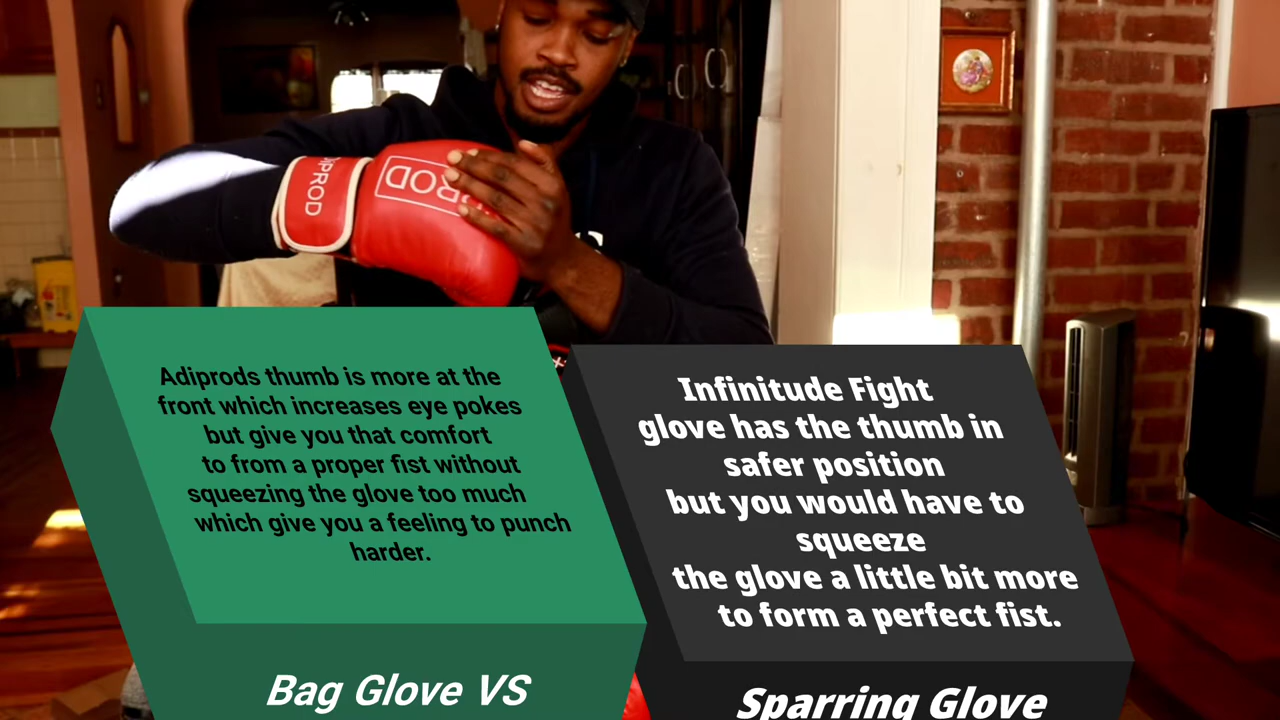 PROD
ROD
Adiprods thumb is more at the
front which increases eye pokes
but give you that comfort
to from a proper fist without
squeezing the glove too much
which give you a feeling to punch
harder.
Bag Glove VS
Infinitude Fight
glove has the thumb in
safer position
but you would have to
squeeze
the glove a little bit more
to form a perfect fist.
Sparring Glove